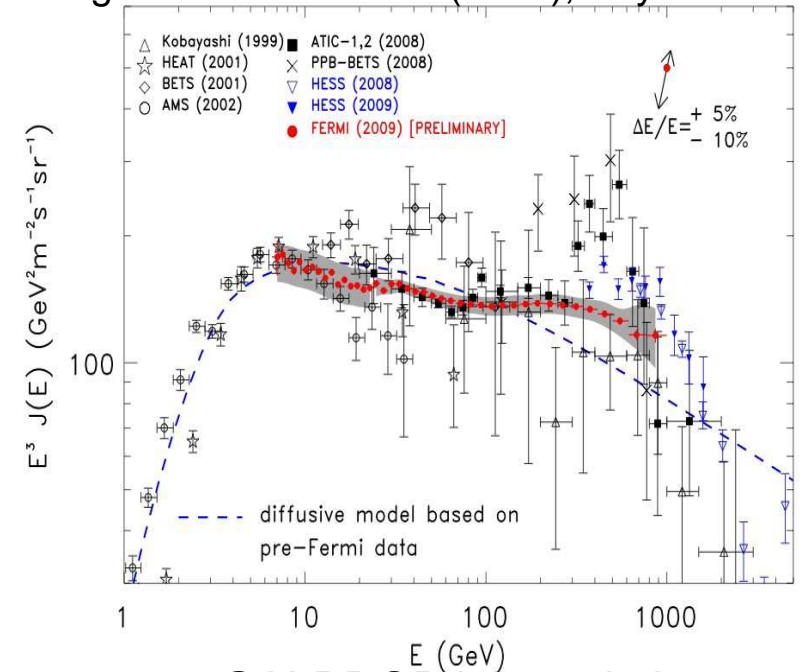 Kobayashi (1999)
HEAT (2001)
BETS (2001)
AMS (2002)
ATIC-1,2 (2008)
PPB-BETS (2008)
HESS (2008)
HESS (2009)
FERMI (2009) [PRELIMINARY]
ΔE/E=+ 5%
- 10%
E³ J(E) (GeV²m⁻²s⁻¹sr⁻¹)
100
diffusive model based on
pre-Fermi data
1 10 100 1000
E (GeV)